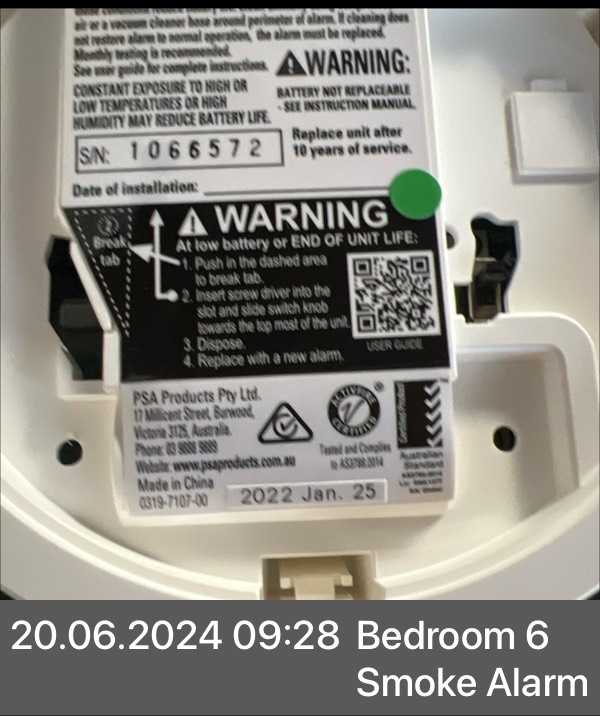 air or a vacuum cleaner hose around perimeter of alarm. If cleaning does
not restore alarm to normal operation, the alarm must be replaced.
Monthly testing is recommended.
See user guide for complete instructions.
CONSTANT EXPOSURE TO HIGH OR
LOW TEMPERATURES OR HIGH
HUMIDITY MAY REDUCE BATTERY LIFE.
WARNING:
BATTERY NOT REPLACEABLE
- SEE INSTRUCTION MANUAL.
S/N: 1066572
Replace unit after
10 years of service.
Date of installation:
2
Break
tab
WARNING
At low battery or END OF UNIT LIFE:
1. Push in the dashed area
to break tab.
2. Insert screw driver into the
slot and slide switch knob
towards the top most of the unit.
3. Dispose.
4. Replace with a new alarm.
USER GUIDE
PSA Products Pty Ltd.
17 Millicent Street, Burwood,
Victoria 3125, Australia.
Phone: 03 9888 9889
Website: www.psaproducts.com.au
Made in China
0319-7107-00
2022 Jan. 25
ACTIVFIRE
CERTIFIED
®
Tested and Complies
to AS3786:2014
Certified Product
Australian
Standard
20.06.2024 09:28 Bedroom 6
Smoke Alarm